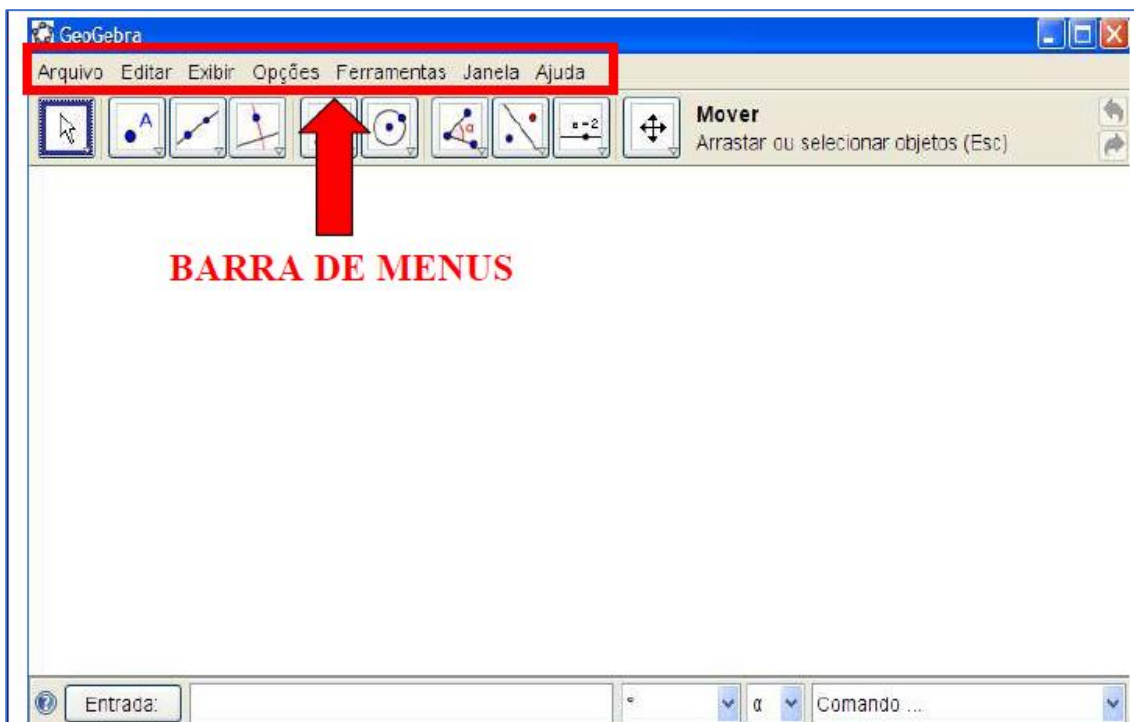 GeoGebra
Arquivo Editar Exibir Opções Ferramentas Janela Ajuda
A
α
a=2
Mover
Arrastar ou selecionar objetos (Esc)
BARRA DE MENUS
Entrada:
°
α
Comando ...